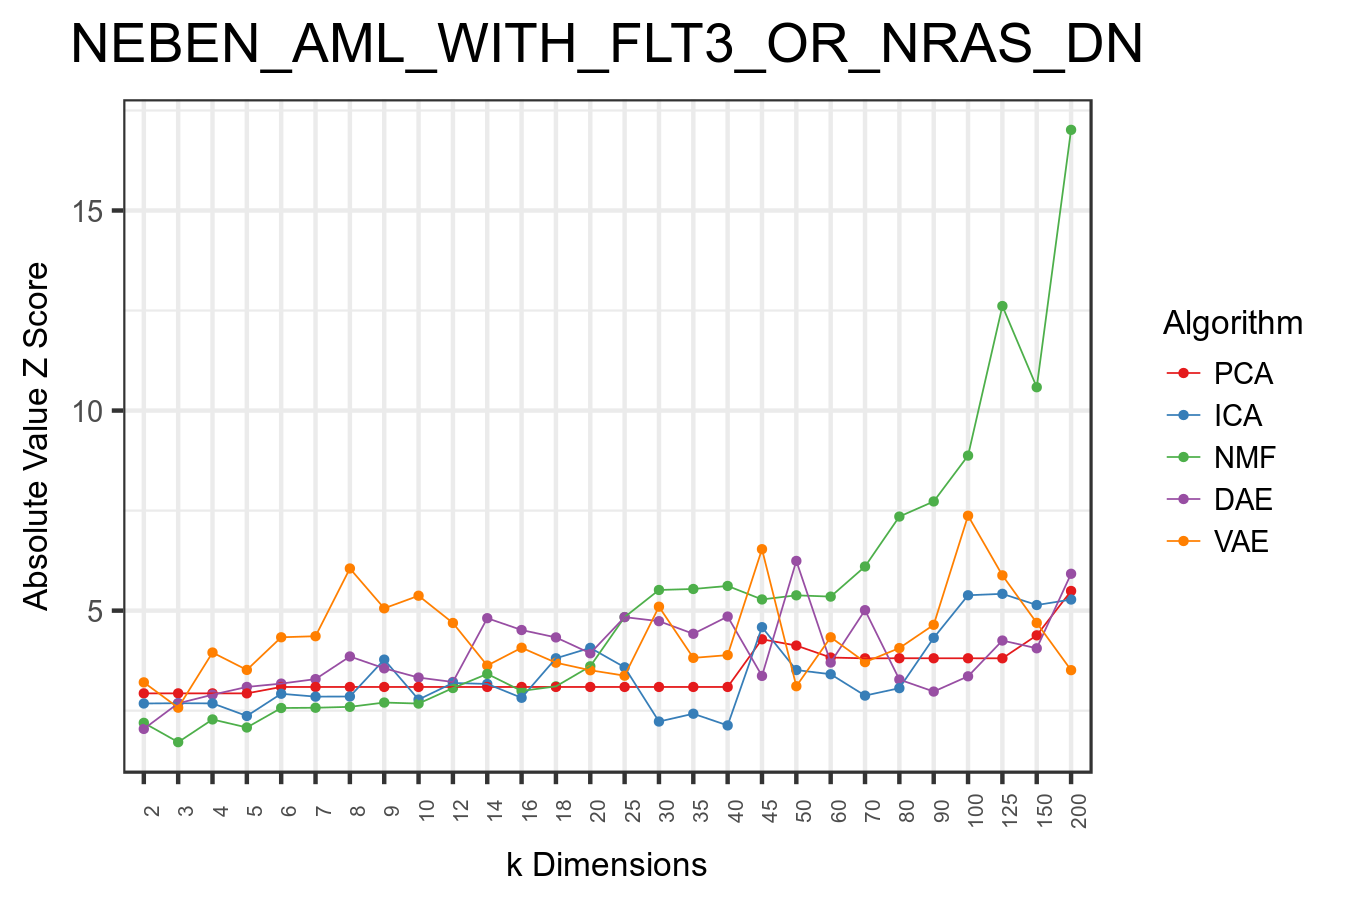 NEBEN_AML_WITH_FLT3_OR_NRAS_DN
Absolute Value Z Score
15
10
5
2 3 4 5 6 7 8 9 10 12 14 16 18 20 25 30 35 40 45 50 60 70 80 90 100 125 150 200
k Dimensions
Algorithm
PCA
ICA
NMF
DAE
VAE